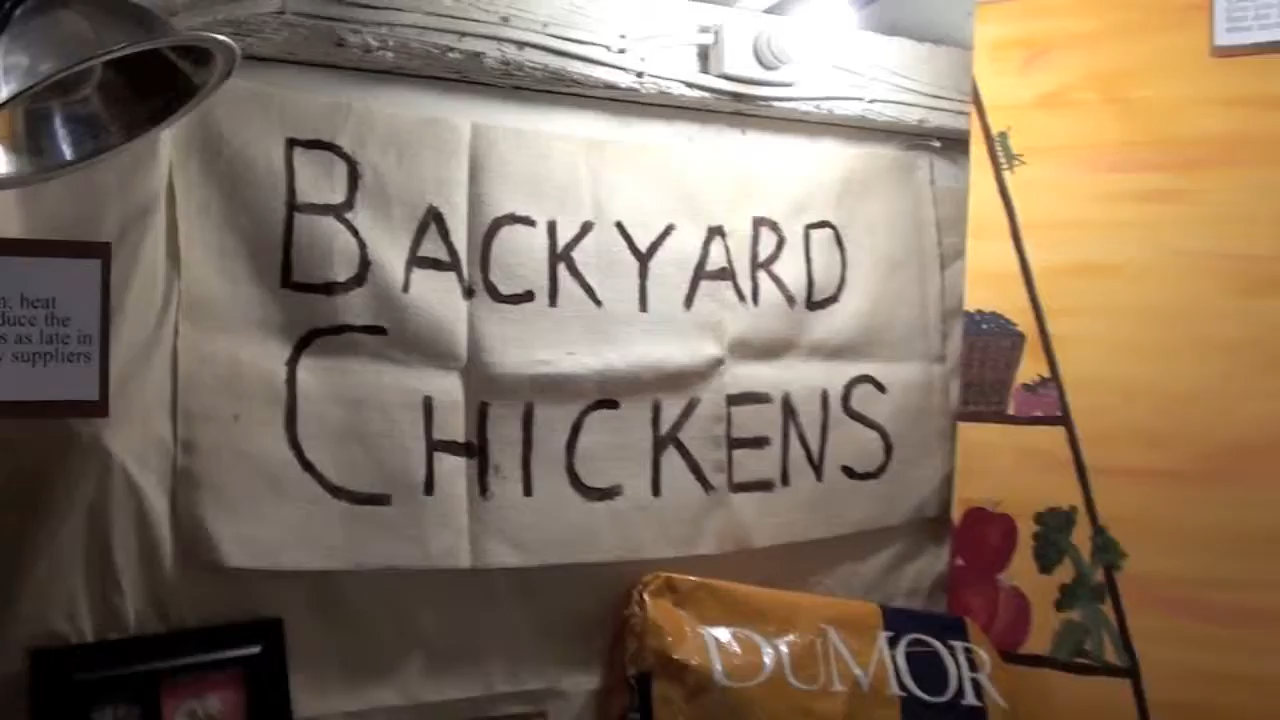 BACKYARD
CHICKENS
heat
duce the
s as late in
suppliers
DUMOR